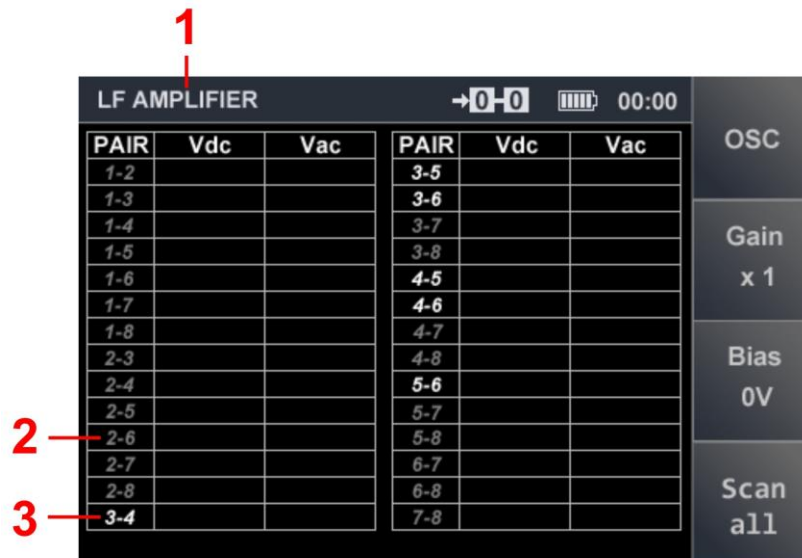 1
LF AMPLIFIER →0-0 00:00
PAIR Vdc Vac
1-2
1-3
1-4
1-5
1-6
1-7
1-8
2-3
2-4
2-5
2 2-6
2-7
2-8
3 3-4
PAIR Vdc Vac
3-5
3-6
3-7
3-8
4-5
4-6
4-7
4-8
5-6
5-7
5-8
6-7
6-8
7-8
OSC
Gain
x 1
Bias
0V
Scan
all